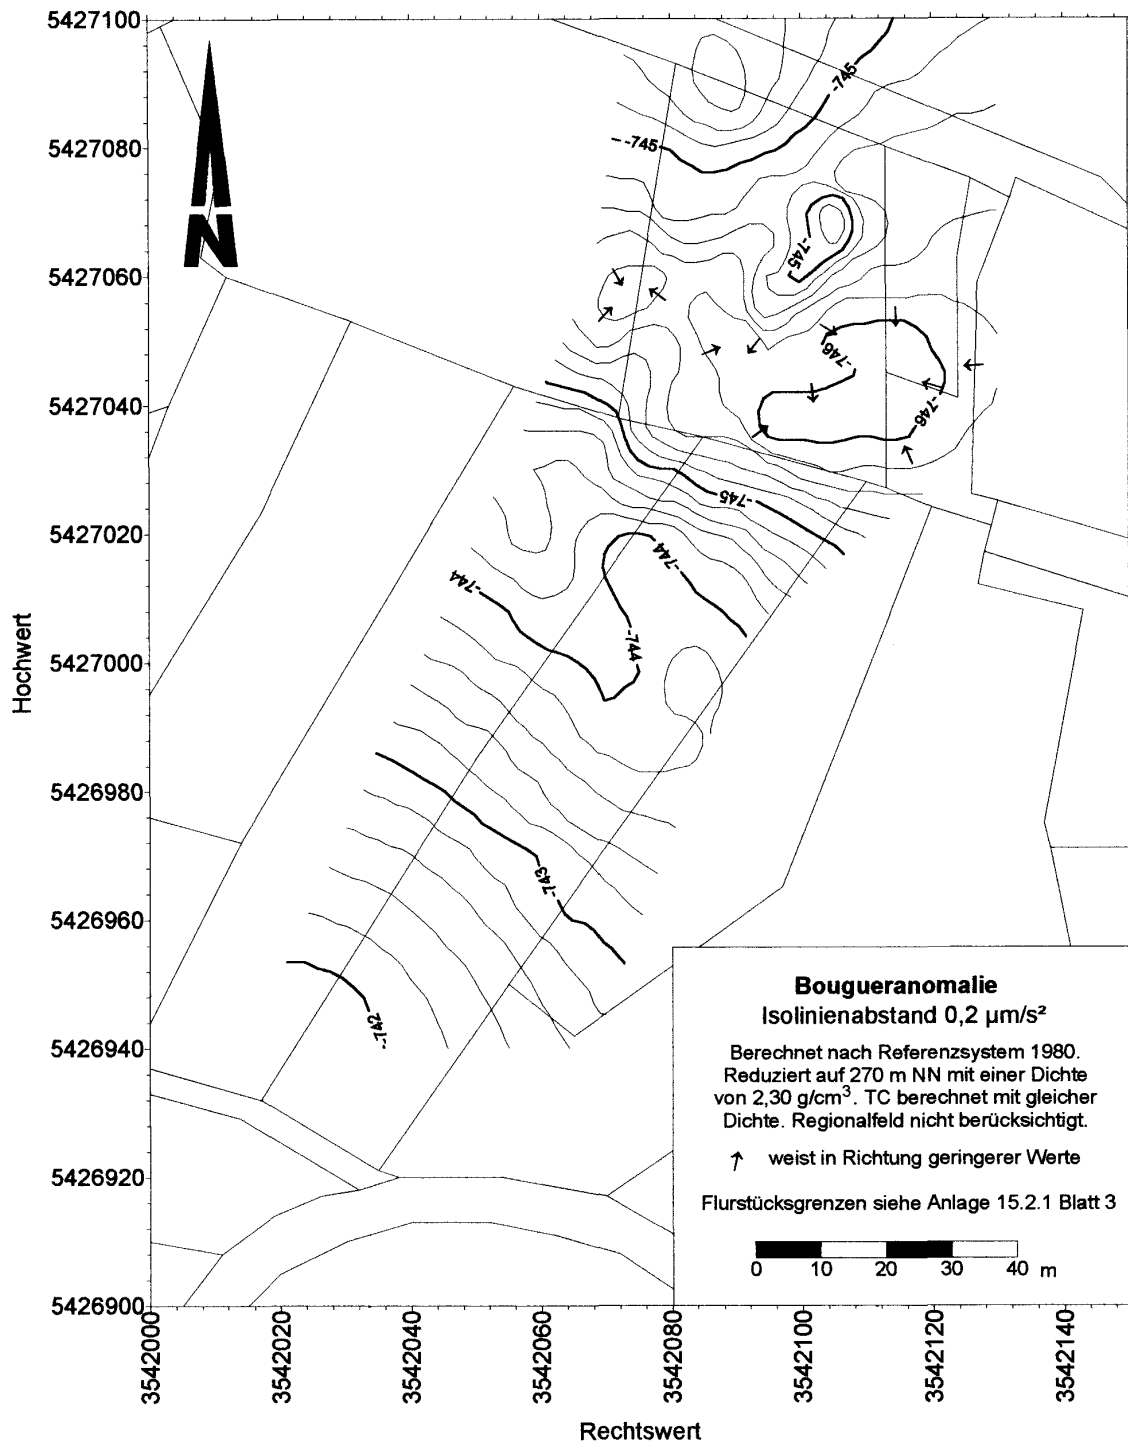 5427100
5427080
5427060
5427040
5427020
5427000
5426980
5426960
5426940
5426920
5426900
Hochwert
N
-745
-745
-745
-746
-746
-745
-744
-744
-744
-743
-742
Bougueranomalie
Isolinienabstand 0,2 µm/s²
Berechnet nach Referenzsystem 1980.
Reduziert auf 270 m NN mit einer Dichte
von 2,30 g/cm³. TC berechnet mit gleicher
Dichte. Regionalfeld nicht berücksichtigt.
weist in Richtung geringerer Werte
Flurstücksgrenzen siehe Anlage 15.2.1 Blatt 3
0 10 20 30 40 m
3542000
3542020
3542040
3542060
3542080
3542100
3542120
3542140
Rechtswert